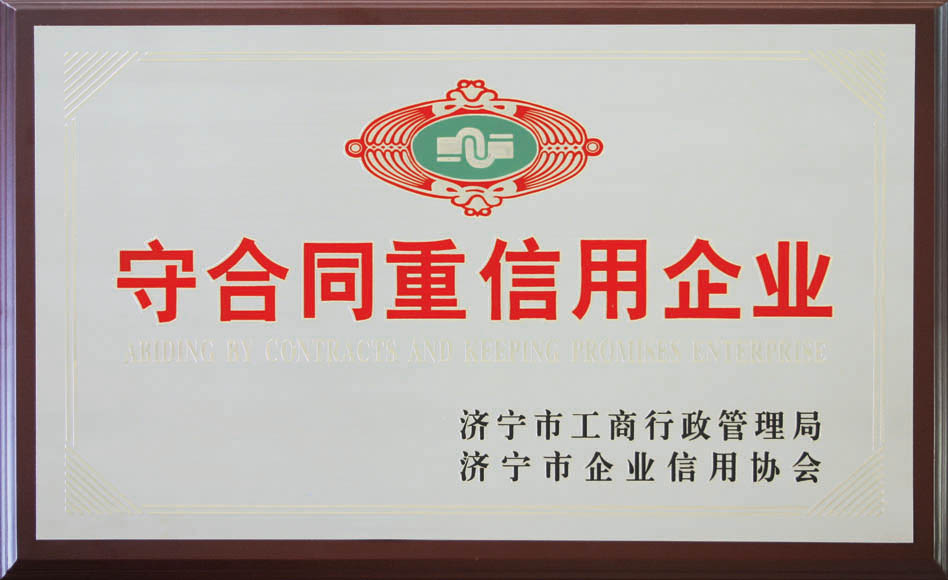 守合同重信用企业
ABIDING BY CONTRACTS AND KEEPING PROMISES ENTERPRISE
济宁市工商行政管理局
济宁市企业信用协会